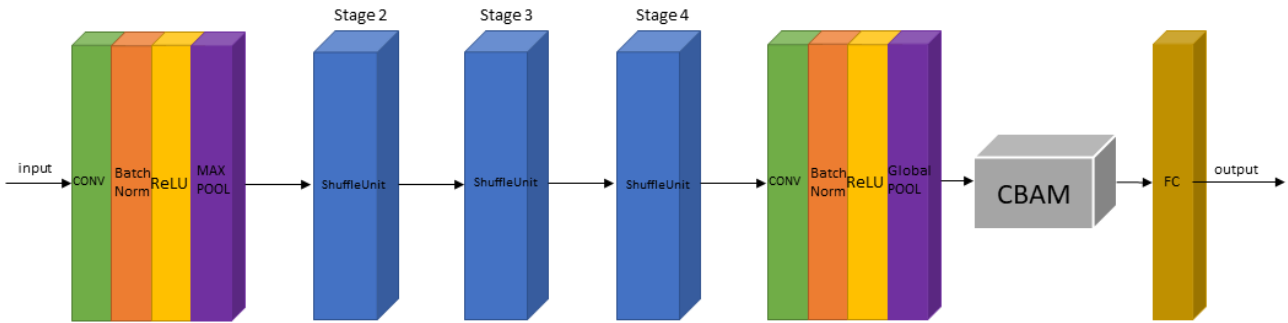 Stage 2
Stage 3
Stage 4
input
CONV
Batch
Norm
ReLU
MAX
POOL
ShuffleUnit
ShuffleUnit
ShuffleUnit
CONV
Batch
Norm
ReLU
Global
POOL
CBAM
FC
output